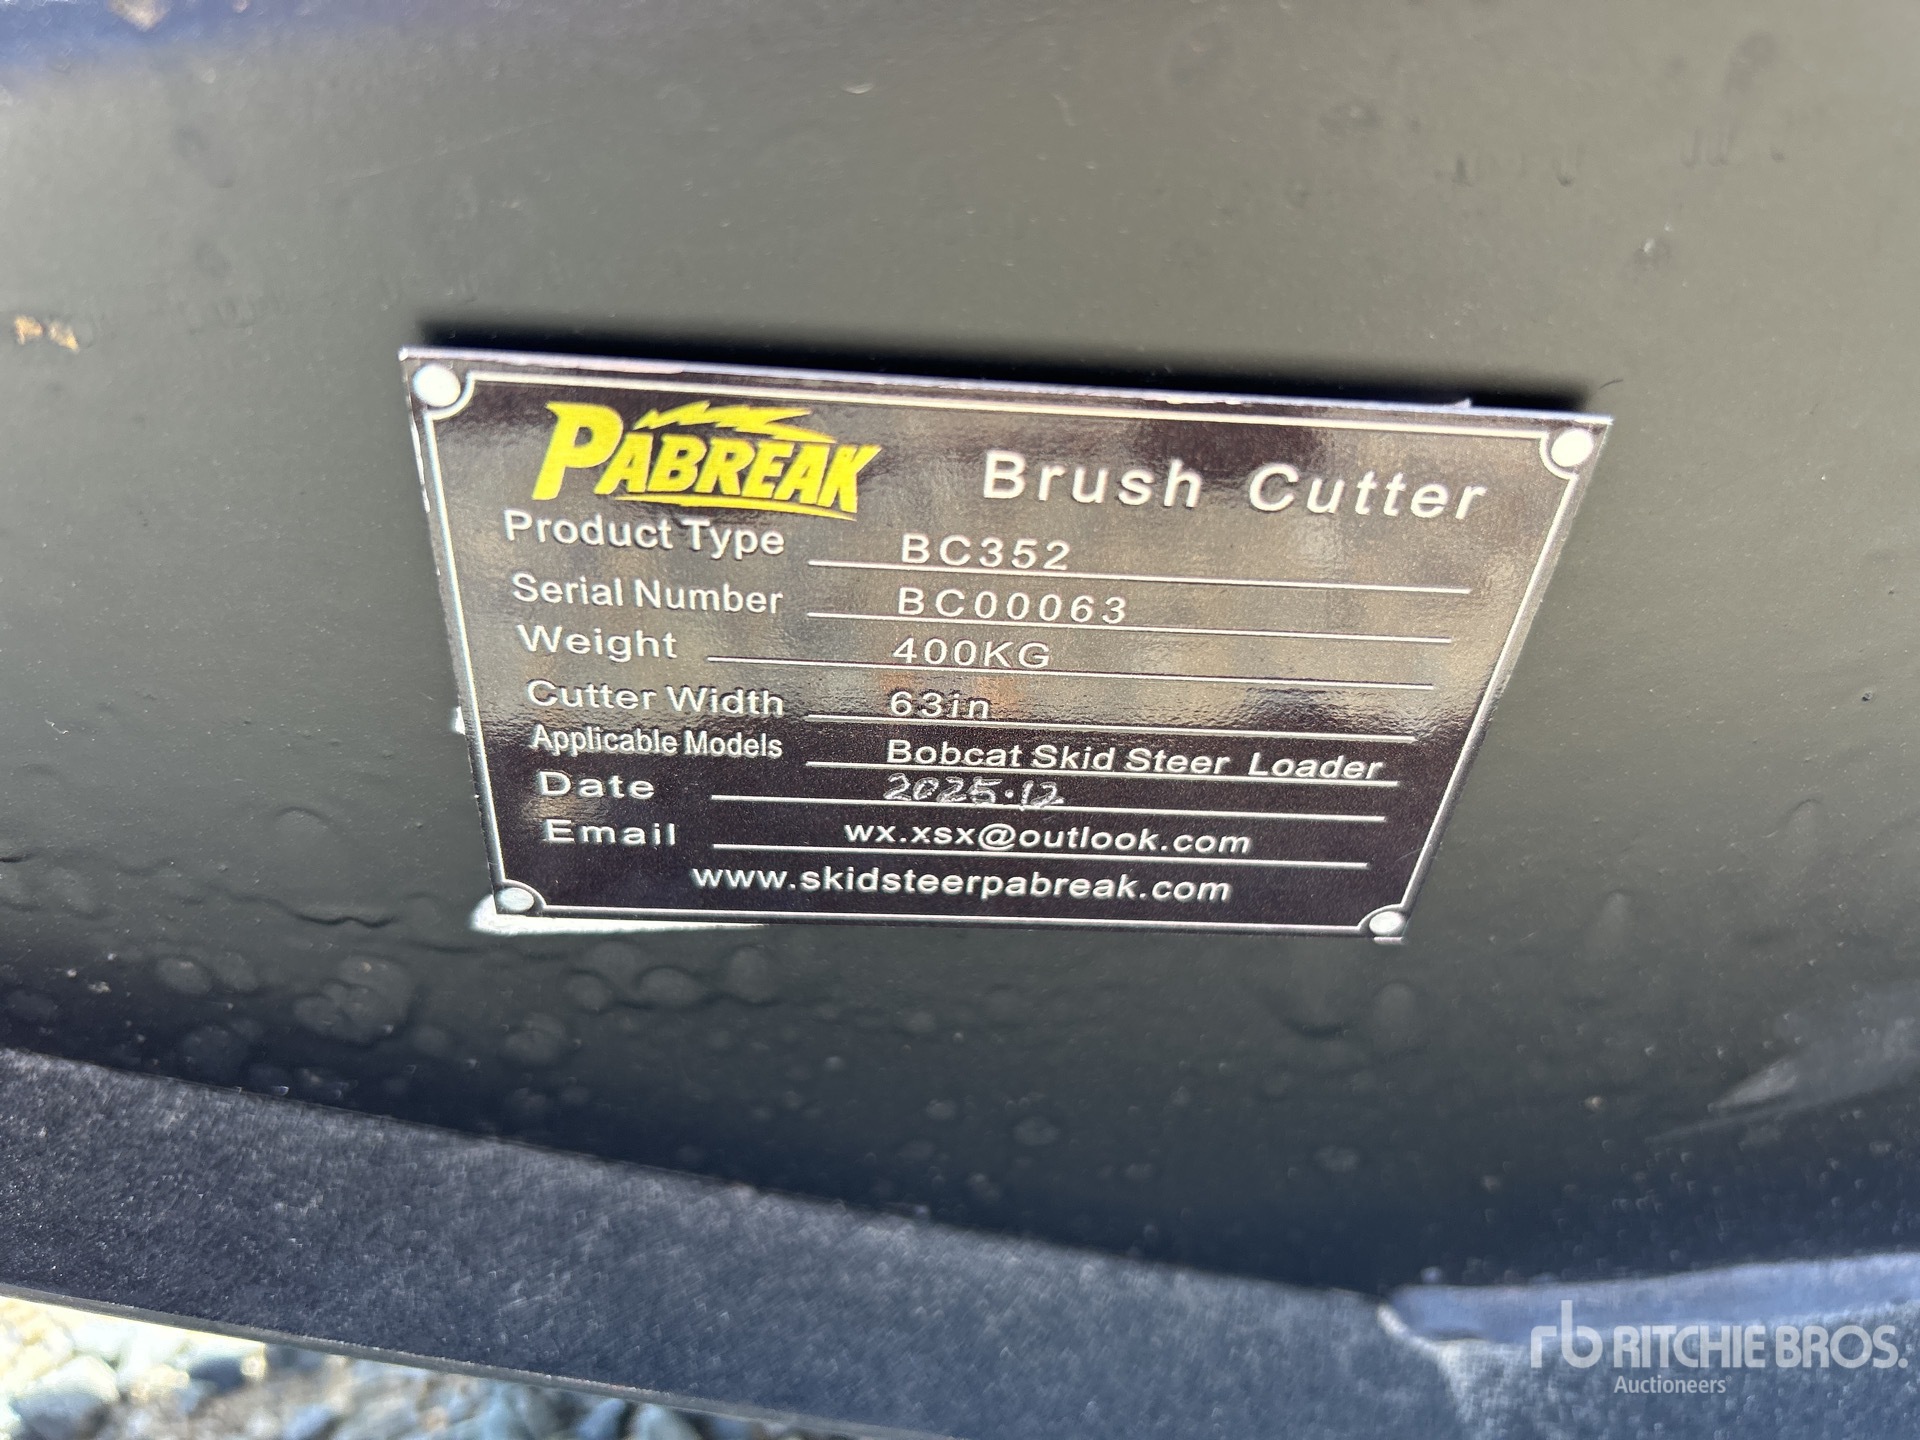 PABREAK Brush Cutter
Product Type BC352
Serial Number BC00063
Weight 400KG
Cutter Width 63in
Applicable Models Bobcat Skid Steer Loader
Date 2025.12
Email wx.xsx@outlook.com
www.skidsteerpabreak.com
rb RITCHIE BROS.
Auctioneers